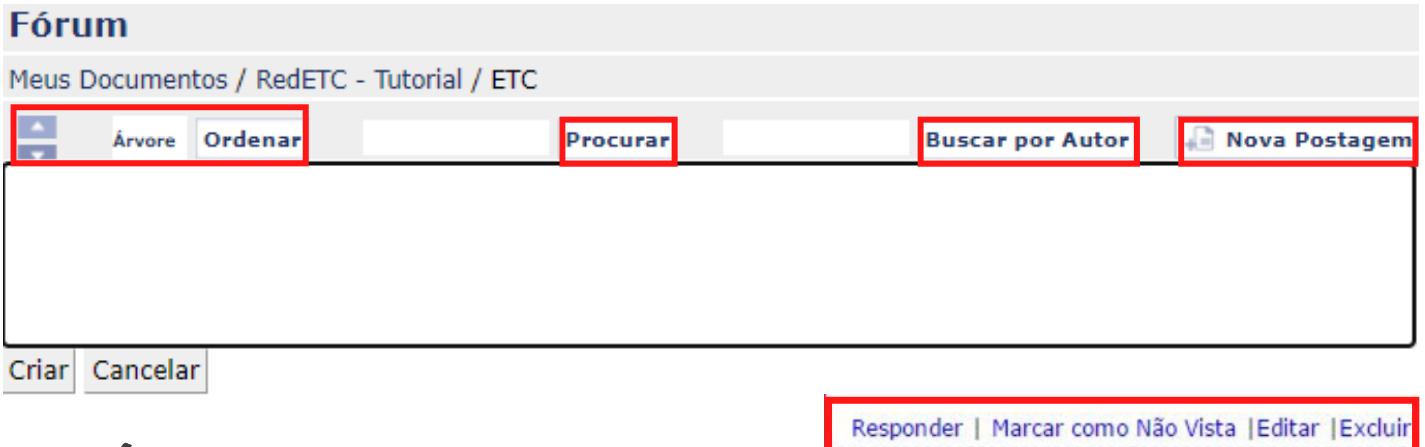 Fórum
Meus Documentos / RedETC - Tutorial / ETC
Árvore Ordenar Procurar Buscar por Autor Nova Postagem
Criar Cancelar
Responder | Marcar como Não Vista |Editar |Excluir